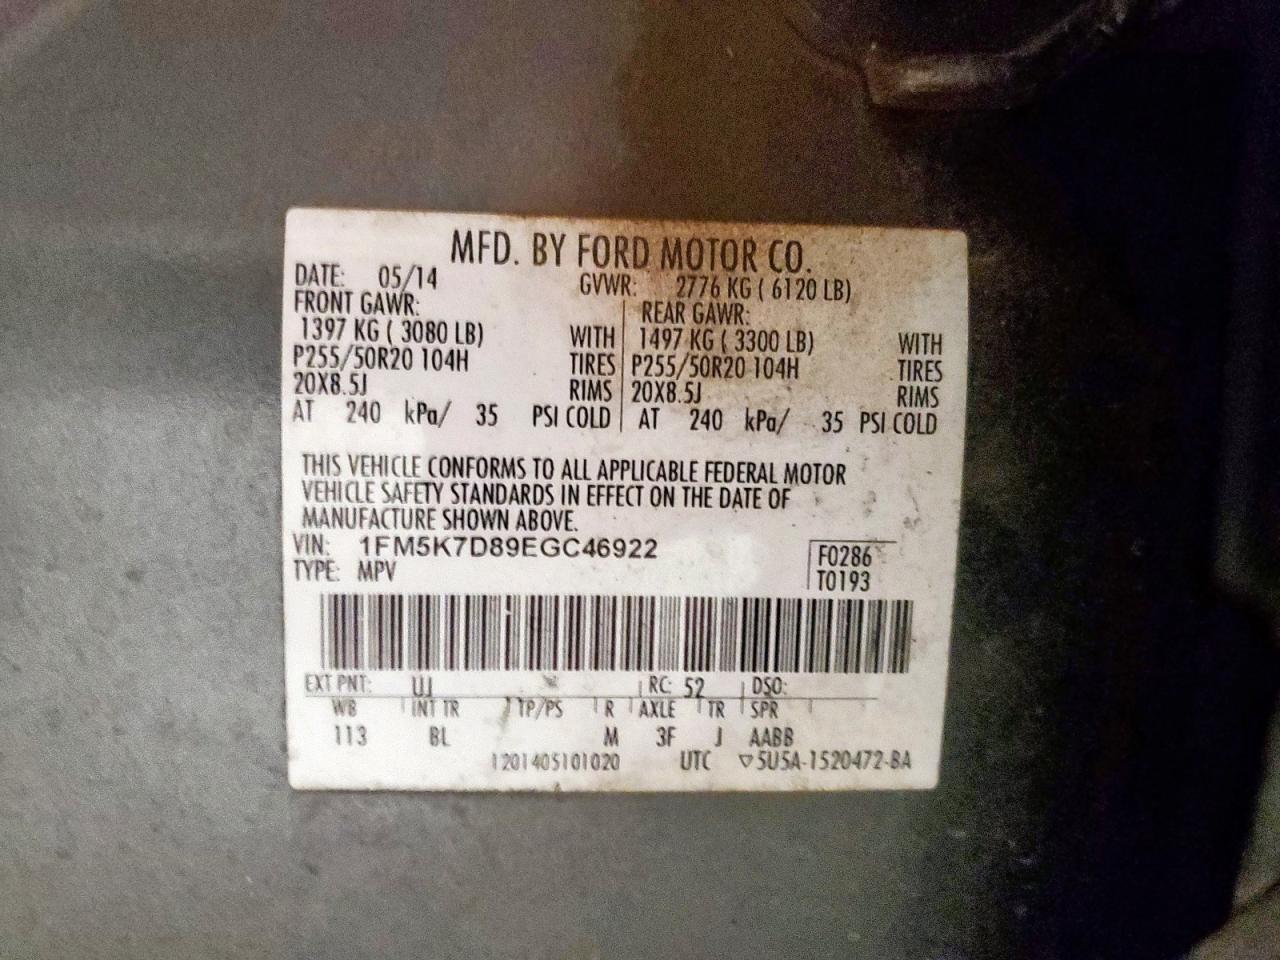 MFD. BY FORD MOTOR CO.
DATE: 05/14 GVWR: 2776 KG ( 6120 LB)
FRONT GAWR: REAR GAWR:
1397 KG ( 3080 LB) WITH 1497 KG ( 3300 LB) WITH
P255/50R20 104H TIRES P255/50R20 104H TIRES
20X8.5J RIMS 20X8.5J RIMS
AT 240 kPa/ 35 PSI COLD AT 240 kPa/ 35 PSI COLD
THIS VEHICLE CONFORMS TO ALL APPLICABLE FEDERAL MOTOR
VEHICLE SAFETY STANDARDS IN EFFECT ON THE DATE OF
MANUFACTURE SHOWN ABOVE.
VIN: 1FM5K7D89EGC46922 F0286
TYPE: MPV T0193
EXT PNT: UJ RC: 52 DSO:
WB INT TR TP/PS R AXLE TR SPR
113 BL M 3F J AABB
1201405101020 UTC ▽5U5A-1520472-BA